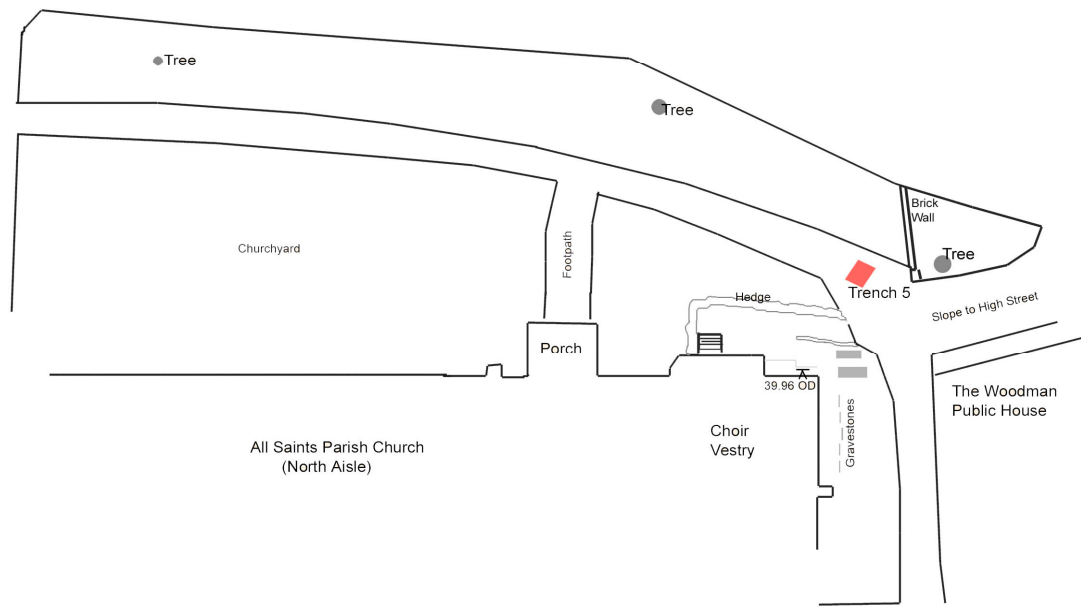 Tree
Tree
Brick
Wall
Tree
Churchyard
Footpath
Trench 5
Hedge
Slope to High Street
Porch
39.96 OD
The Woodman
Public House
Gravestones
Choir
Vestry
All Saints Parish Church
(North Aisle)